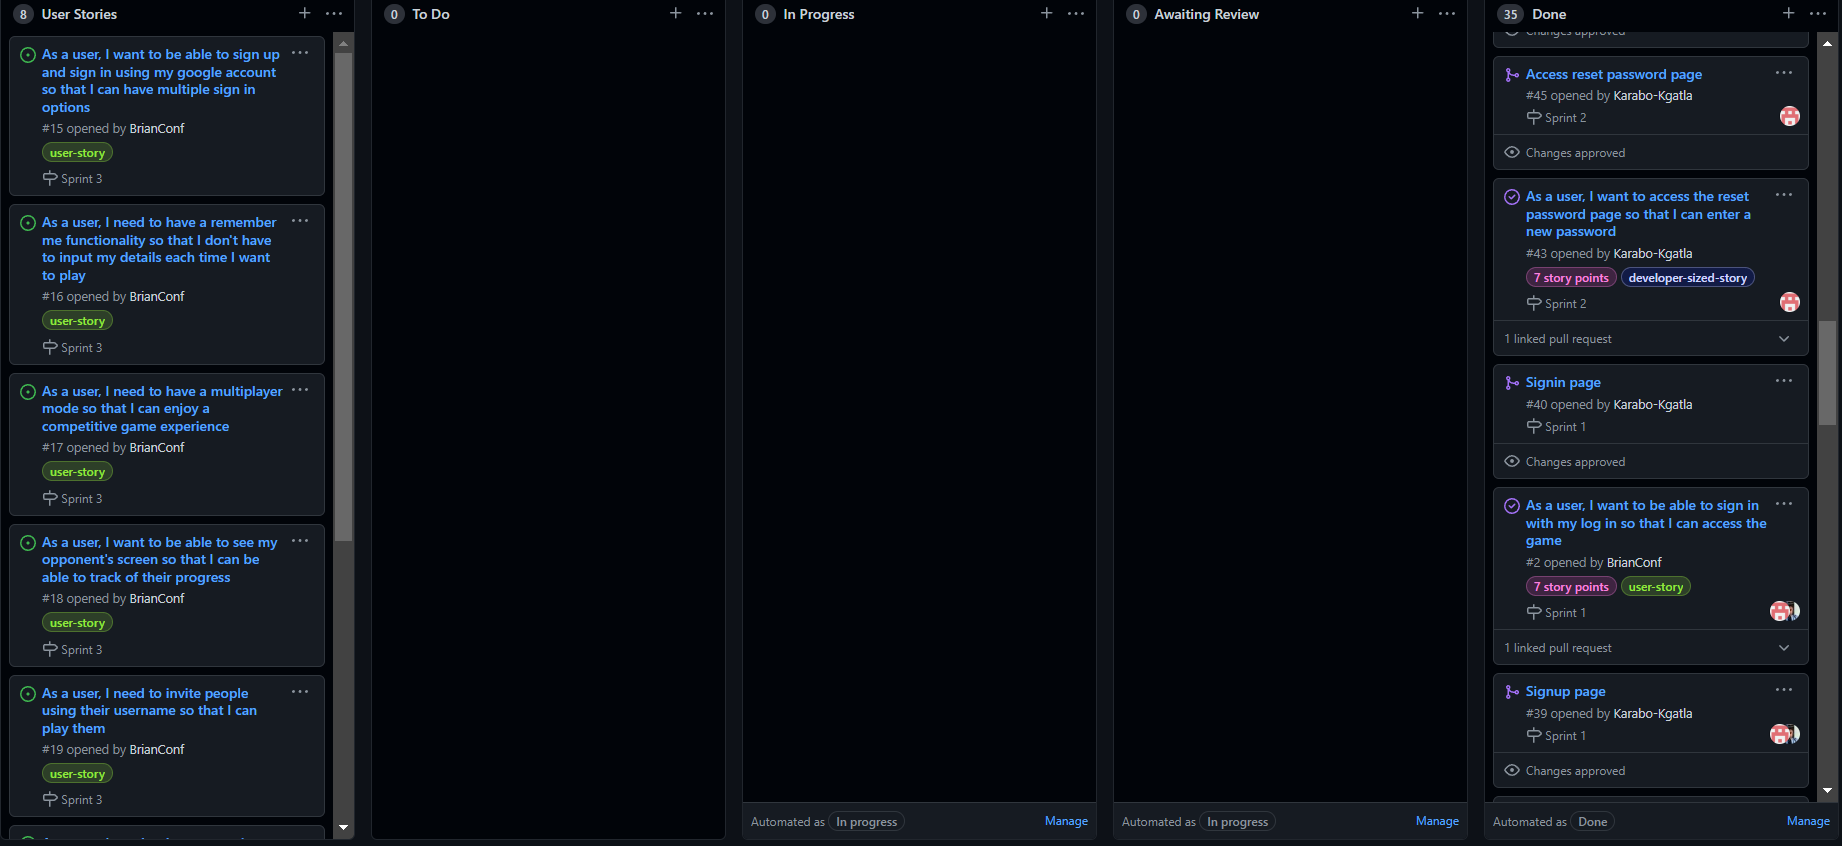 8 User Stories
As a user, I want to be able to sign up
and sign in using my google account
so that I can have multiple sign in
options
#15 opened by BrianConf
user-story
Sprint 3
As a user, I need to have a remember
me functionality so that I don't have
to input my details each time I want
to play
#16 opened by BrianConf
user-story
Sprint 3
As a user, I need to have a multiplayer
mode so that I can enjoy a
competitive game experience
#17 opened by BrianConf
user-story
Sprint 3
As a user, I want to be able to see my
opponent's screen so that I can be
able to track of their progress
#18 opened by BrianConf
user-story
Sprint 3
As a user, I need to invite people
using their username so that I can
play them
#19 opened by BrianConf
user-story
Sprint 3
0 To Do
0 In Progress
Automated as In progress Manage
0 Awaiting Review
Automated as In progress Manage
35 Done
Changes approved
Access reset password page
#45 opened by Karabo-Kgatla
Sprint 2
Changes approved
As a user, I want to access the reset
password page so that I can enter a
new password
#43 opened by Karabo-Kgatla
7 story points developer-sized-story
Sprint 2
1 linked pull request
Signin page
#40 opened by Karabo-Kgatla
Sprint 1
Changes approved
As a user, I want to be able to sign in
with my log in so that I can access the
game
#2 opened by BrianConf
7 story points user-story
Sprint 1
1 linked pull request
Signup page
#39 opened by Karabo-Kgatla
Sprint 1
Changes approved
Automated as Done Manage